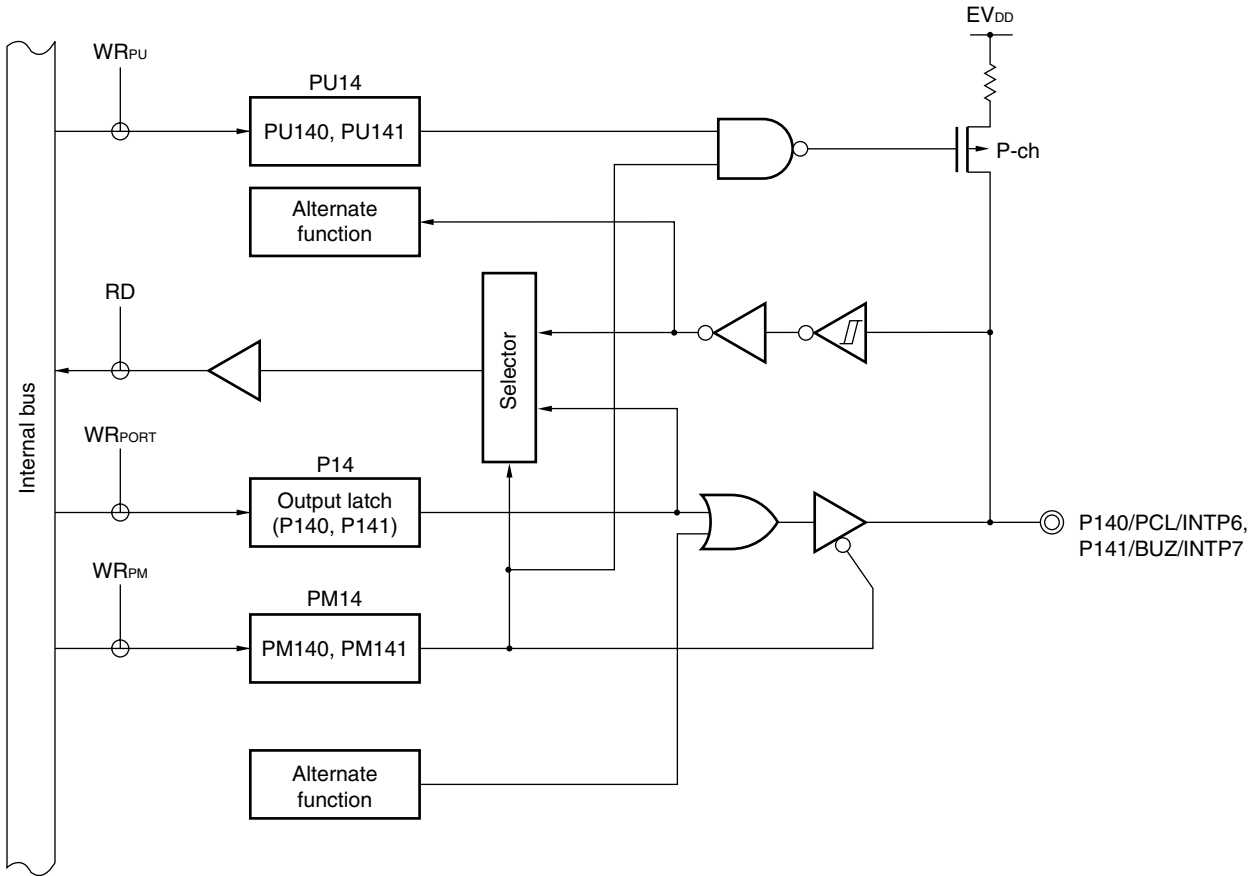 EVDD
WRPU
PU14
PU140, PU141
P-ch
Alternate
function
RD
Selector
Internal bus
WRPORT
P14
Output latch
(P140, P141)
P140/PCL/INTP6,
P141/BUZ/INTP7
WRPM
PM14
PM140, PM141
Alternate
function